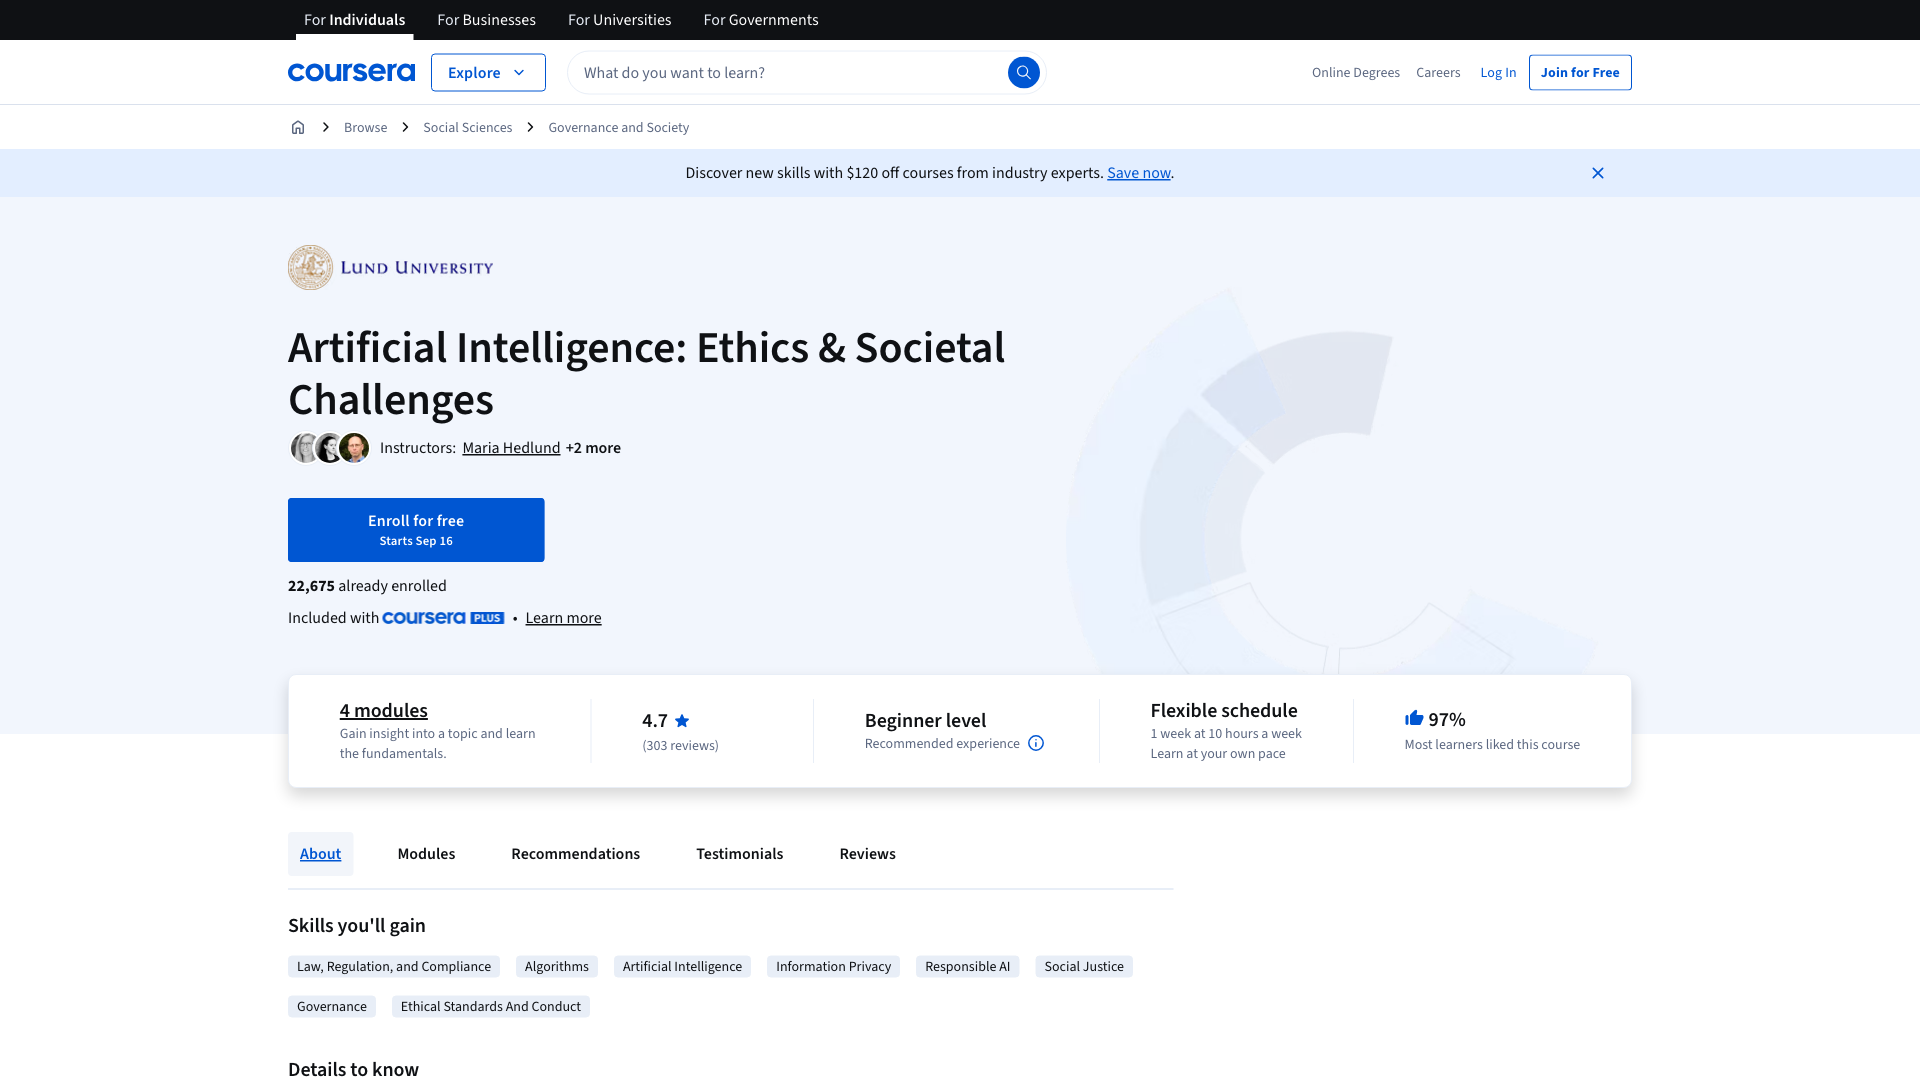 For Individuals
For Businesses
For Universities
For Governments
coursera
Explore
What do you want to learn?
Online Degrees
Careers
Log In
Join for Free
Browse
Social Sciences
Governance and Society
Discover new skills with $120 off courses from industry experts. Save now.
LUND UNIVERSITY
Artificial Intelligence: Ethics & Societal
Challenges
Instructors: Maria Hedlund +2 more
Enroll for free
Starts Sep 16
22,675 already enrolled
Included with coursera PLUS • Learn more
4 modules
Gain insight into a topic and learn
the fundamentals.
4.7
(303 reviews)
Beginner level
Recommended experience
Flexible schedule
1 week at 10 hours a week
Learn at your own pace
97%
Most learners liked this course
About
Modules
Recommendations
Testimonials
Reviews
Skills you'll gain
Law, Regulation, and Compliance
Algorithms
Artificial Intelligence
Information Privacy
Responsible AI
Social Justice
Governance
Ethical Standards And Conduct
Details to know